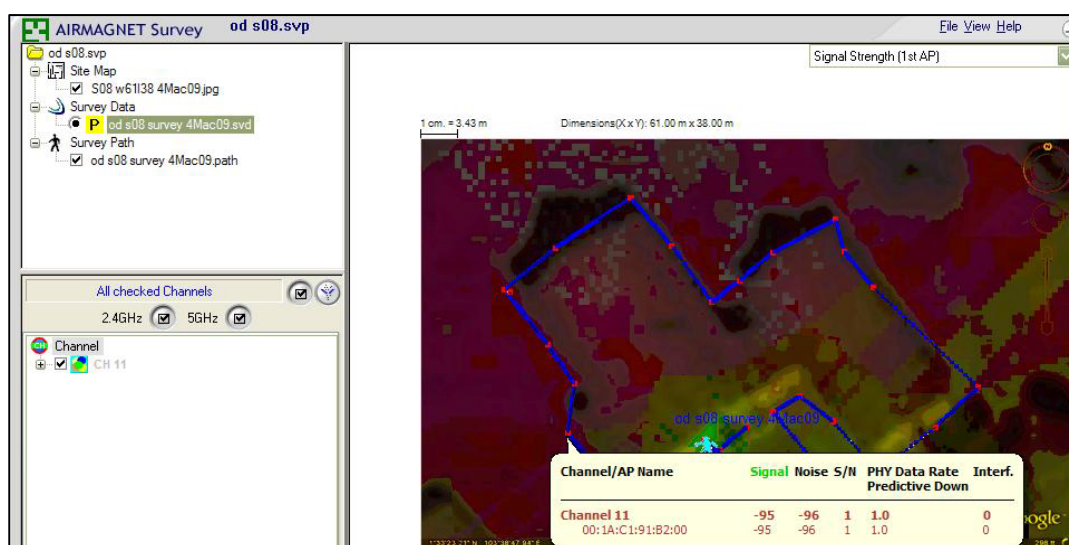 AIRMAGNET Survey od s08.svp File View Help
od s08.svp
Site Map
S08 w61l38 4Mac09.jpg
Survey Data
P od s08 survey 4Mac09.svd
Survey Path
od s08 survey 4Mac09.path
Signal Strength (1st AP)
1 cm. = 3.43 m Dimensions(X x Y): 61.00 m x 38.00 m
All checked Channels
2.4GHz 5GHz
CH Channel
CH 11
od s08 survey 4Mac09
Channel/AP Name Signal Noise S/N PHY Data Rate Interf.
Predictive Down
Channel 11 -95 -96 1 1.0 0
00:1A:C1:91:B2:00 -95 -96 1 1.0 0